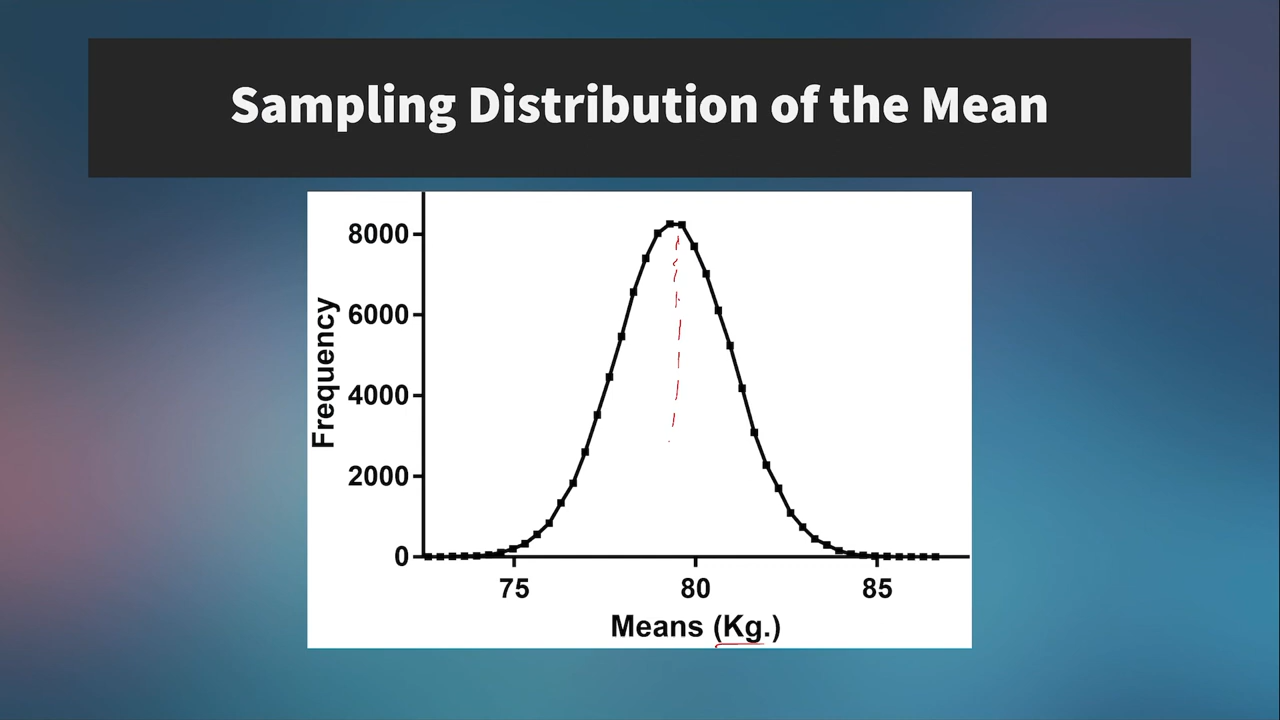 Sampling Distribution of the Mean
8000
6000
4000
2000
0
Frequency
75 80 85
Means (Kg.)